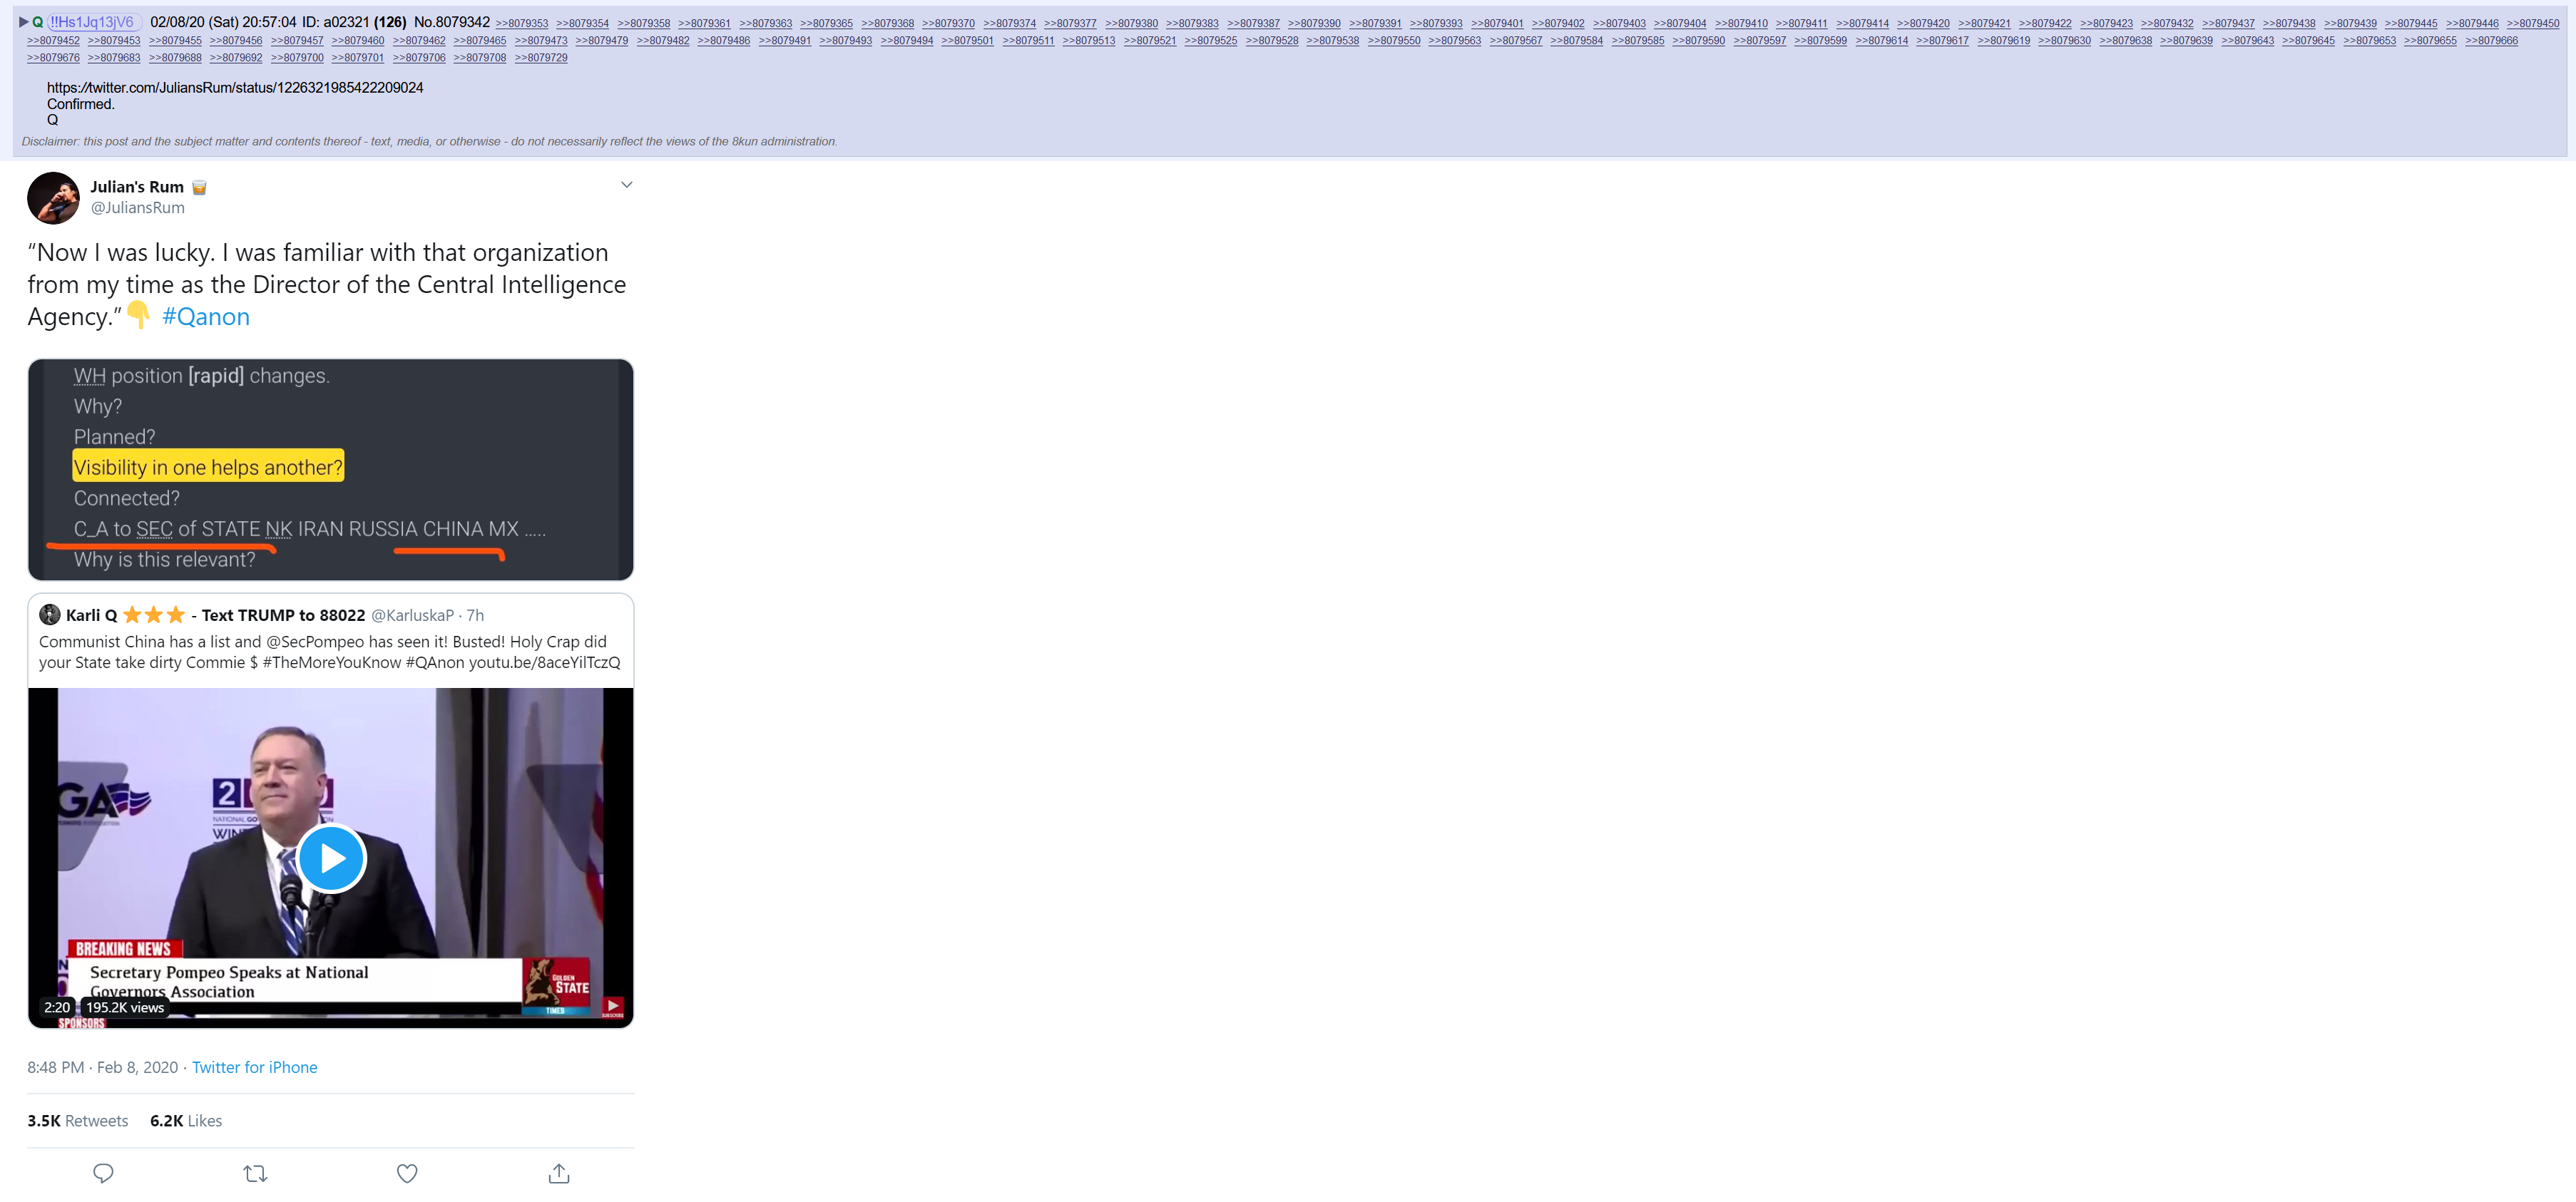 ▶ Q !!Hs1Jq13jV6 02/08/20 (Sat) 20:57:04 ID: a02321 (126) No.8079342 >>8079353 >>8079354 >>8079358 >>8079361 >>8079363 >>8079365 >>8079368 >>8079370 >>8079374 >>8079377 >>8079380 >>8079383 >>8079387 >>8079390 >>8079391 >>8079393 >>8079401 >>8079402 >>8079403 >>8079404 >>8079410 >>8079411 >>8079414 >>8079420 >>8079421 >>8079422 >>8079423 >>8079432 >>8079437 >>8079438 >>8079439 >>8079445 >>8079446 >>8079450
>>8079452 >>8079453 >>8079455 >>8079456 >>8079457 >>8079460 >>8079462 >>8079465 >>8079473 >>8079479 >>8079482 >>8079486 >>8079491 >>8079493 >>8079494 >>8079501 >>8079511 >>8079513 >>8079521 >>8079525 >>8079528 >>8079538 >>8079550 >>8079563 >>8079567 >>8079584 >>8079585 >>8079590 >>8079597 >>8079599 >>8079614 >>8079617 >>8079619 >>8079630 >>8079638 >>8079639 >>8079643 >>8079645 >>8079653 >>8079655 >>8079666
>>8079676 >>8079683 >>8079688 >>8079692 >>8079700 >>8079701 >>8079706 >>8079708 >>8079729
https://twitter.com/JuliansRum/status/1226321985422209024
Confirmed.
Q
Disclaimer: this post and the subject matter and contents thereof - text, media, or otherwise - do not necessarily reflect the views of the 8kun administration.
Julian's Rum 🥃
@JuliansRum
“Now I was lucky. I was familiar with that organization
from my time as the Director of the Central Intelligence
Agency.”👇 #Qanon
WH position [rapid] changes.
Why?
Planned?
Visibility in one helps another?
Connected?
C_A to SEC of STATE NK IRAN RUSSIA CHINA MX .....
Why is this relevant?
Karli Q ⭐⭐⭐ - Text TRUMP to 88022 @KarluskaP · 7h
Communist China has a list and @SecPompeo has seen it! Busted! Holy Crap did
your State take dirty Commie $ #TheMoreYouKnow #QAnon youtu.be/8aceYilTczQ
GA
2
NATIONAL GO
WIN
BREAKING NEWS
Secretary Pompeo Speaks at National
Governors Association
GOLDEN
STATE
TIMES
SUBSCRIBE
2:20 195.2K views
SPONSORS
8:48 PM · Feb 8, 2020 · Twitter for iPhone
3.5K Retweets 6.2K Likes